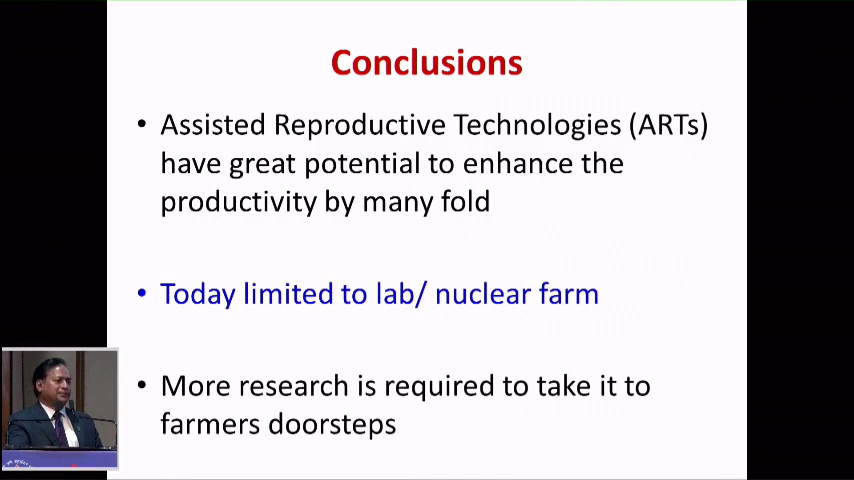 Conclusions
• Assisted Reproductive Technologies (ARTs)
have great potential to enhance the
productivity by many fold
• Today limited to lab/ nuclear farm
• More research is required to take it to
farmers doorsteps